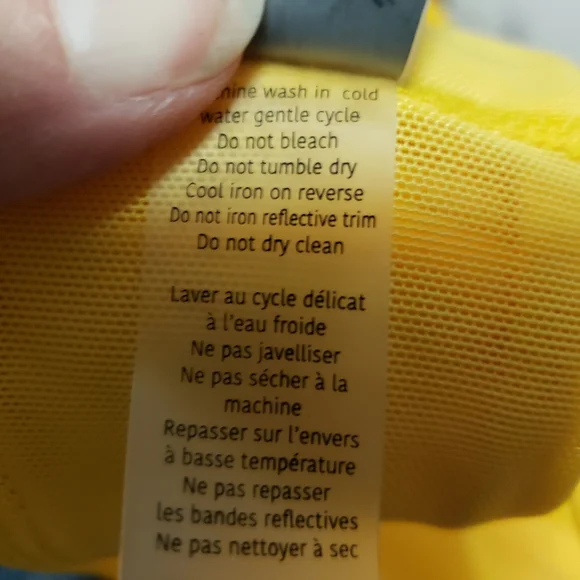 wash in cold
water gentle cycle
Do not bleach
Do not tumble dry
Cool iron on reverse
Do not iron reflective trim
Do not dry clean
Laver au cycle délicat
à l'eau froide
Ne pas javelliser
Ne pas sécher à la
machine
Repasser sur l'envers
à basse température
Ne pas repasser
les bandes reflectives
Ne pas nettoyer à sec